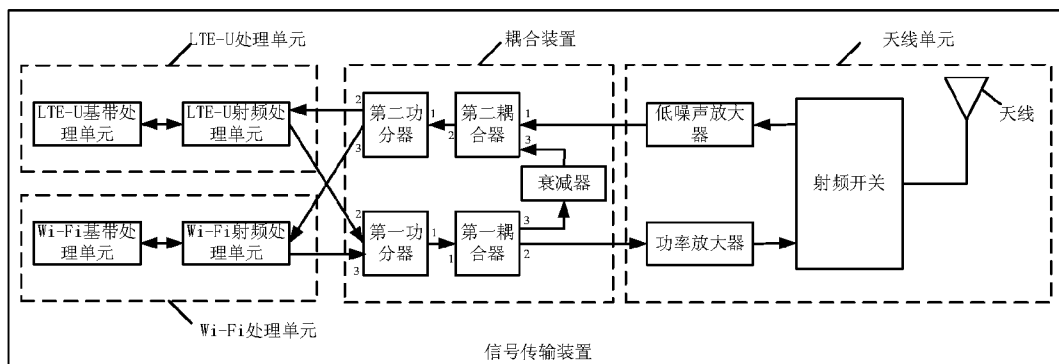 LTE-U处理单元
耦合装置
天线单元
LTE-U基带处
理单元
LTE-U射频处
理单元
2
3
第二功
分器
1
2
第二耦
合器
1
3
低噪声放大
器
射频开关
天线
衰减器
Wi-Fi基带处
理单元
Wi-Fi射频处
理单元
2
3
第一功
分器
1
1
第一耦
合器
3
2
功率放大器
Wi-Fi处理单元
信号传输装置